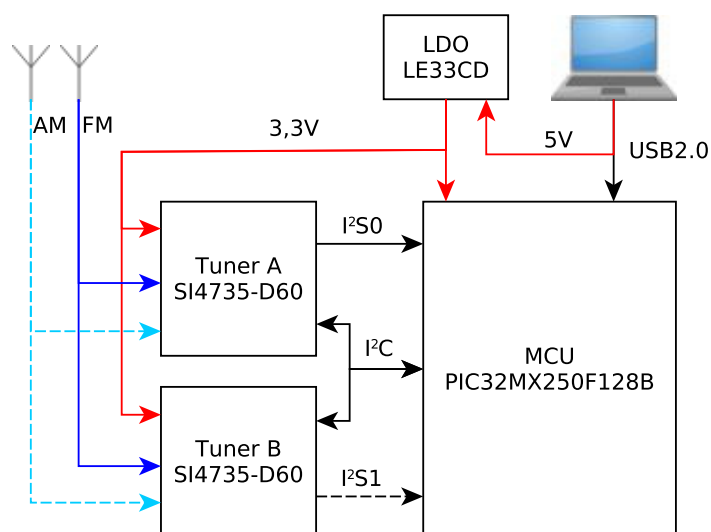 LDO
LE33CD
AM
FM
3,3V
5V
USB2.0
Tuner A
SI4735-D60
I²S0
I²C
MCU
PIC32MX250F128B
Tuner B
SI4735-D60
I²S1